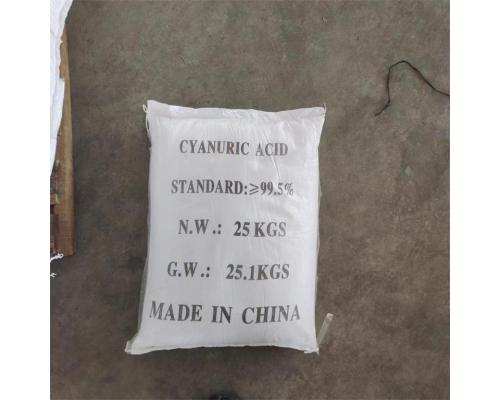 CYANURIC ACID
STANDARD:≥99.5%
N.W.: 25 KGS
G.W.: 25.1KGS
MADE IN CHINA